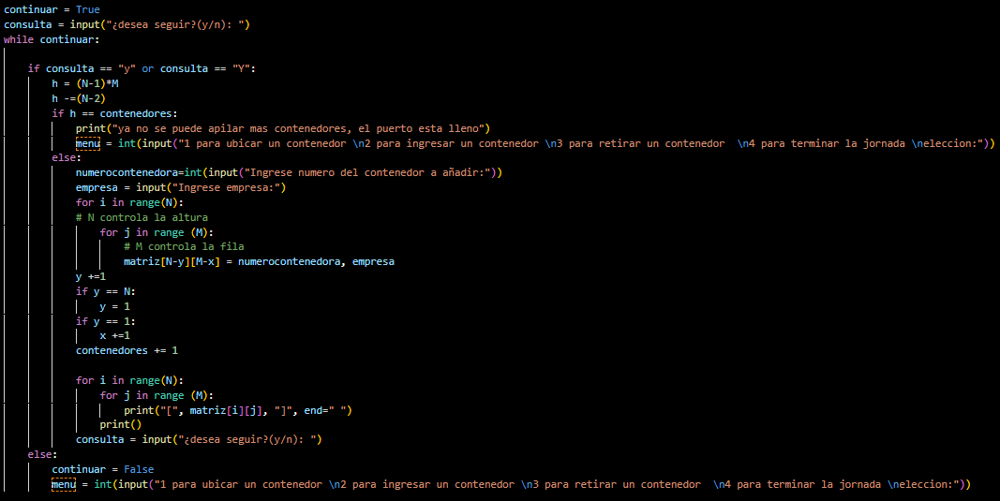 continuar = True
consulta = input("¿desea seguir?(y/n): ")
while continuar:
if consulta == "y" or consulta == "Y":
h = (N-1)*M
h -=(N-2)
if h == contenedores:
print("ya no se puede apilar mas contenedores, el puerto esta lleno")
menu = int(input("1 para ubicar un contenedor \n2 para ingresar un contenedor \n3 para retirar un contenedor  \n4 para terminar la jornada \neleccion:"))
else:
numerocontenedora=int(input("Ingrese numero del contenedor a añadir:"))
empresa = input("Ingrese empresa:")
for i in range(N):
# N controla la altura
for j in range (M):
# M controla la fila
matriz[N-y][M-x] = numerocontenedora, empresa
y +=1
if y == N:
y = 1
if y == 1:
x +=1
contenedores += 1
for i in range(N):
for j in range (M):
print("[", matriz[i][j], "]", end=" ")
print()
consulta = input("¿desea seguir?(y/n): ")
else:
continuar = False
menu = int(input("1 para ubicar un contenedor \n2 para ingresar un contenedor \n3 para retirar un contenedor  \n4 para terminar la jornada \neleccion:"))